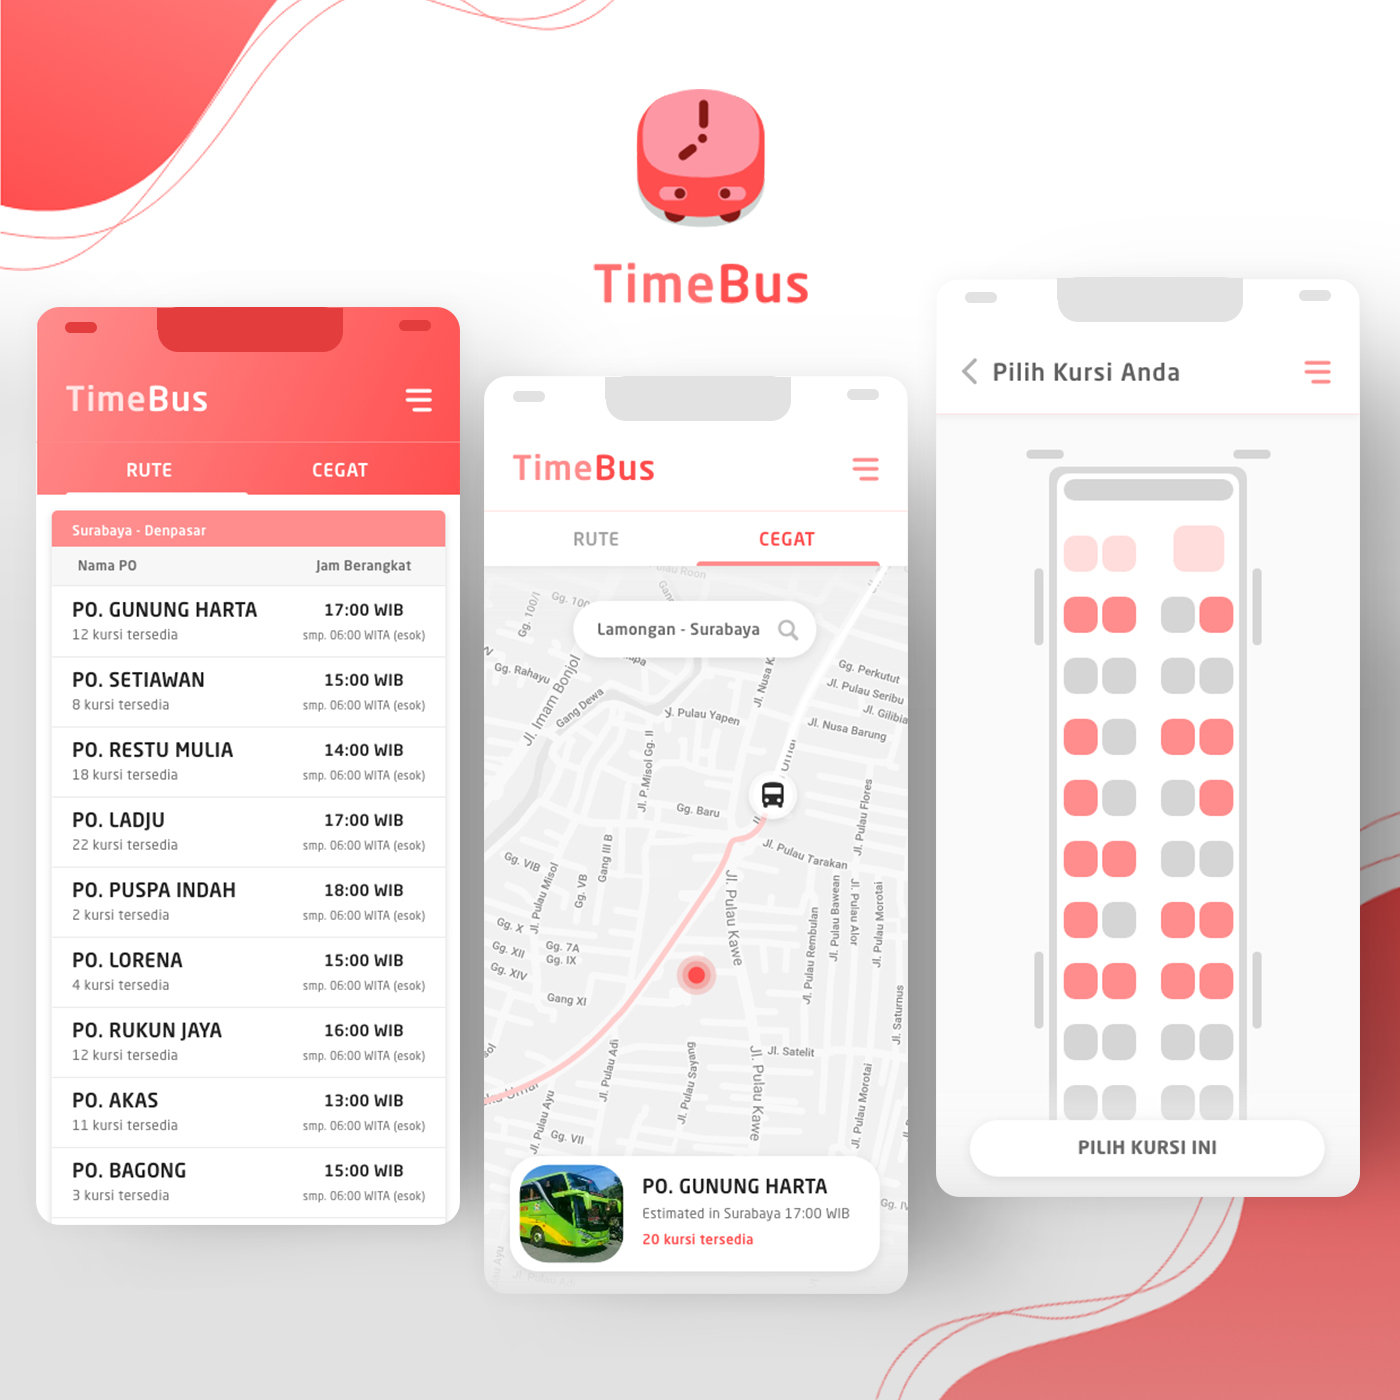 TimeBus
TimeBus
RUTE
CEGAT
Surabaya - Denpasar
Nama PO
Jam Berangkat
PO. GUNUNG HARTA
17:00 WIB
12 kursi tersedia
smp. 06:00 WITA (esok)
PO. SETIAWAN
15:00 WIB
8 kursi tersedia
smp. 06:00 WITA (esok)
PO. RESTU MULIA
14:00 WIB
18 kursi tersedia
smp. 06:00 WITA (esok)
PO. LADJU
17:00 WIB
22 kursi tersedia
smp. 06:00 WITA (esok)
PO. PUSPA INDAH
18:00 WIB
2 kursi tersedia
smp. 06:00 WITA (esok)
PO. LORENA
15:00 WIB
4 kursi tersedia
smp. 06:00 WITA (esok)
PO. RUKUN JAYA
16:00 WIB
12 kursi tersedia
smp. 06:00 WITA (esok)
PO. AKAS
13:00 WIB
11 kursi tersedia
smp. 06:00 WITA (esok)
PO. BAGONG
15:00 WIB
3 kursi tersedia
smp. 06:00 WITA (esok)
TimeBus
RUTE
CEGAT
Lamongan - Surabaya
Gg. 100/I
Gg. Rahayu
Jl. Imam Bonjol
Gang Dewa
Jl. Nusa K
Gg. Perkutut
Jl. Pulau Seribu
Jl. Gilibia
Jl. Nusa Barung
Jl. Pulau Yapen
Jl. P.Misol Gg. II
Gg. Baru
Jl. Pulau Flores
Jl. Pulau Tarakan
Gang III B
Gg. VIB
Jl. Pulau Misol
Gg. VB
Jl. Pulau Kawe
Jl. Pulau Bawean
Jl. Pulau Alor
Jl. Pulau Morotai
Jl. Pulau Rembulan
Gg. X
Gg. XII
Gg. XIV
Gg. 7A
Gg. IX
Gang XI
Jl. Saturnus
Jl. Pulau Adi
Jl. Pulau Sayang
Jl. Satelit
Jl. Pulau Kawe
Jl. Pulau Morotai
Jl. Pulau Ayu
Gg. VII
PO. GUNUNG HARTA
Estimated in Surabaya 17:00 WIB
20 kursi tersedia
Pilih Kursi Anda
PILIH KURSI INI